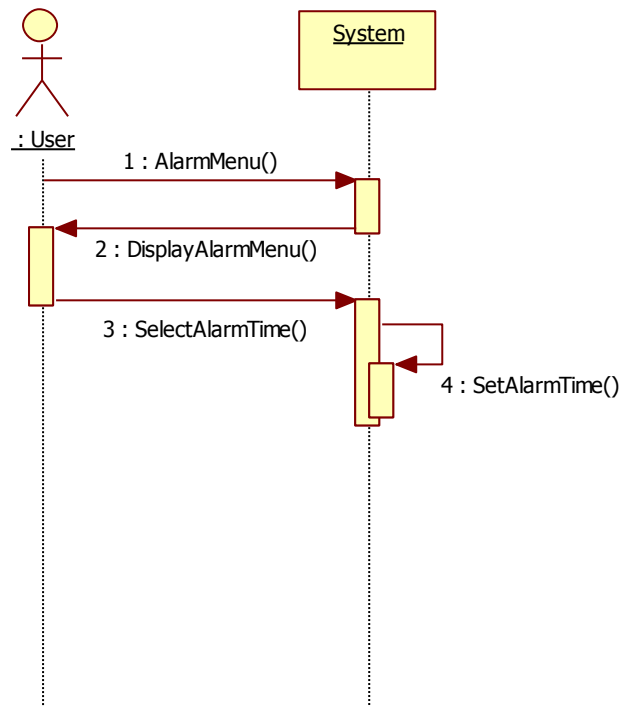 System
: User
1 : AlarmMenu()
2 : DisplayAlarmMenu()
3 : SelectAlarmTime()
4 : SetAlarmTime()